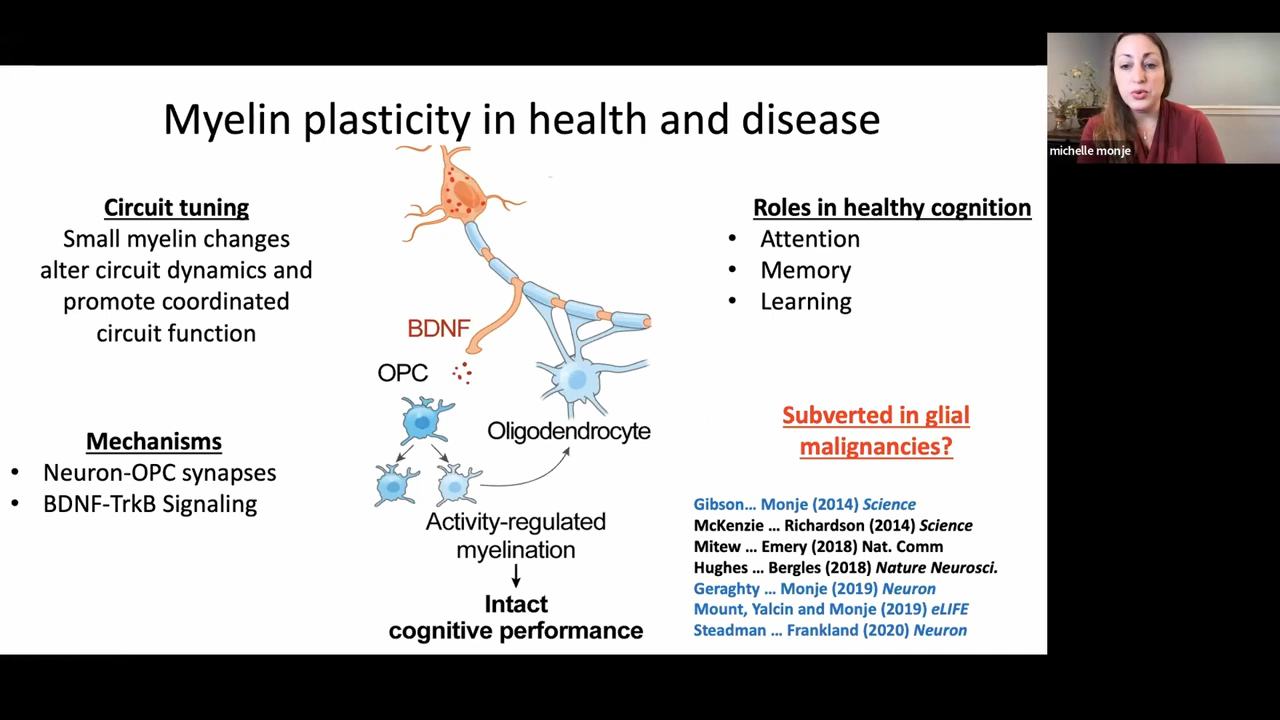 Myelin plasticity in health and disease
michelle monje
Circuit tuning
Small myelin changes
alter circuit dynamics and
promote coordinated
circuit function
Mechanisms
• Neuron-OPC synapses
• BDNF-TrkB Signaling
BDNF
OPC
Oligodendrocyte
Activity-regulated
myelination
Intact
cognitive performance
Roles in healthy cognition
• Attention
• Memory
• Learning
Subverted in glial
malignancies?
Gibson… Monje (2014) Science
McKenzie … Richardson (2014) Science
Mitew … Emery (2018) Nat. Comm
Hughes … Bergles (2018) Nature Neurosci.
Geraghty … Monje (2019) Neuron
Mount, Yalcin and Monje (2019) eLIFE
Steadman … Frankland (2020) Neuron